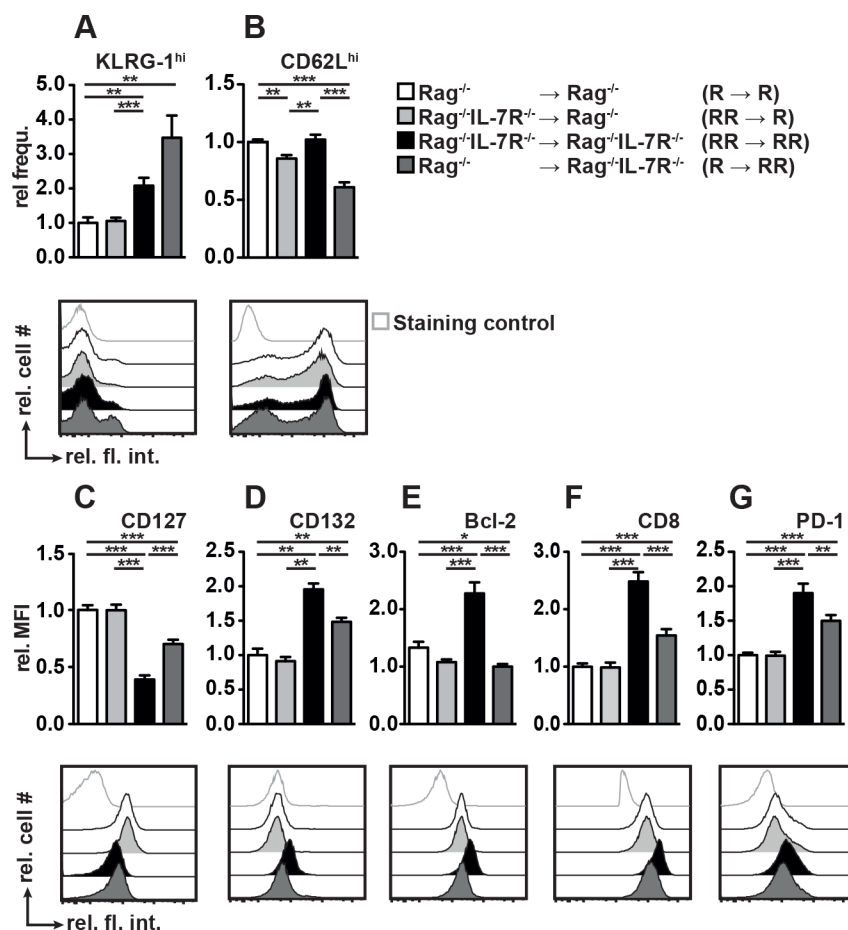 A
B
KLRG-1hi
CD62Lhi
**
**
***
***
** ***
**
5.0
4.0
3.0
2.0
1.0
0.0
rel frequ.
1.5
1.0
0.5
0.0
Rag-/- → Rag-/- (R → R)
Rag-/-IL-7R-/- → Rag-/- (RR → R)
Rag-/-IL-7R-/- → Rag-/-IL-7R-/- (RR → RR)
Rag-/- → Rag-/-IL-7R-/- (R → RR)
Staining control
rel. cell #
rel. fl. int.
C
D
E
F
G
CD127
CD132
Bcl-2
CD8
PD-1
***
*** ***
***
**
** **
**
*
*** ***
***
***
*** ***
***
***
*** **
***
rel. MFI
1.5
1.0
0.5
0.0
2.5
2.0
1.5
1.0
0.5
0.0
3.0
2.0
1.0
0.0
3.0
2.0
1.0
0.0
2.5
2.0
1.5
1.0
0.5
0.0
rel. cell #
rel. fl. int.